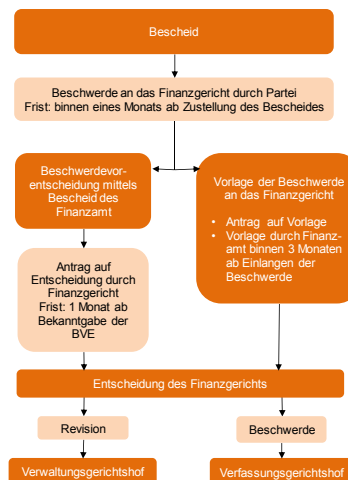 Bescheid
Beschwerde an das Finanzgericht durch Partei
Frist: binnen eines Monats ab Zustellung des Bescheides
Beschwerdevor-
entscheidung mittels
Bescheid des
Finanzamt
Vorlage der Beschwerde
an das Finanzgericht
• Antrag auf Vorlage
• Vorlage durch Finanz-
amt binnen 3 Monaten
ab Einlangen der
Beschwerde
Antrag auf
Entscheidung durch
Finanzgericht
Frist: 1 Monat ab
Bekanntgabe der
BVE
Entscheidung des Finanzgerichts
Revision
Beschwerde
Verwaltungsgerichtshof
Verfassungsgerichtshof